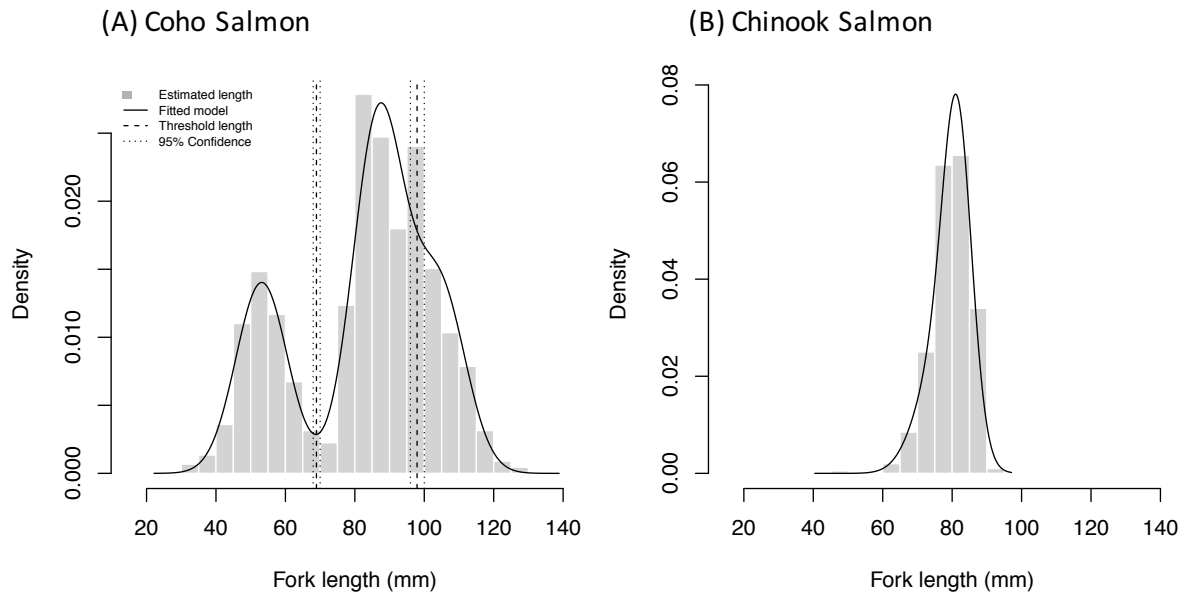 (A) Coho Salmon
Estimated length
Fitted model
Threshold length
95% Confidence
Density
0.000
0.010
0.020
20 40 60 80 100 120 140
Fork length (mm)
(B) Chinook Salmon
Density
0.00
0.02
0.04
0.06
0.08
20 40 60 80 100 120 140
Fork length (mm)